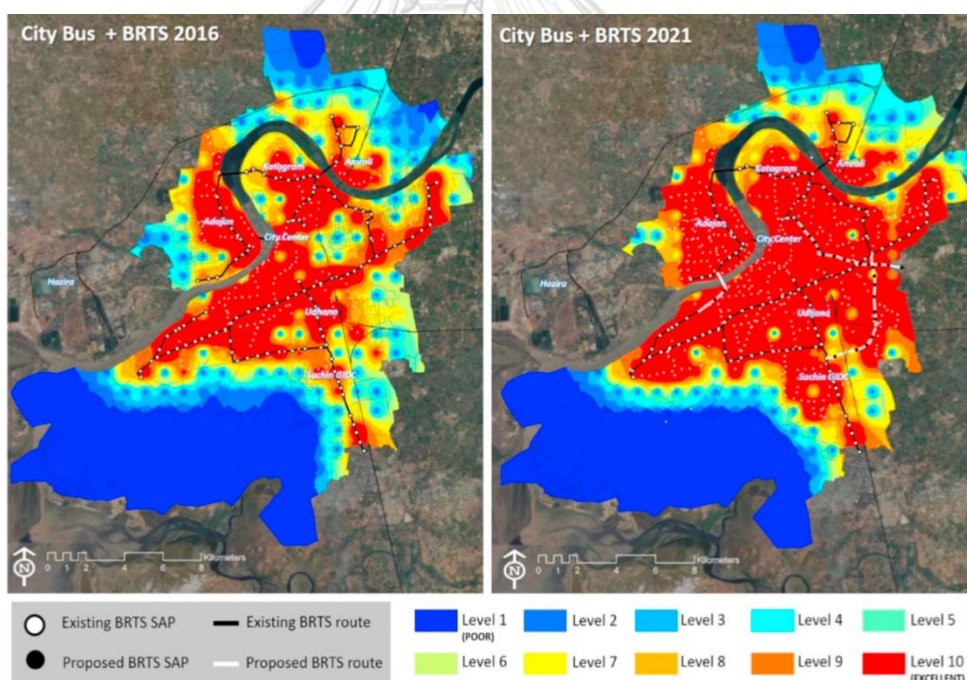 City Bus + BRTS 2016
Katagram
Amroli
Adajan
City Center
Hazira
Udhana
Sachin GIDC
N
0 1 2 4 6 8
Kilometers
City Bus + BRTS 2021
Katagram
Amroli
Adajan
City Center
Hazira
Udhana
Sachin GIDC
N
0 1 2 4 6 8
Kilometers
Existing BRTS SAP
Existing BRTS route
Proposed BRTS SAP
Proposed BRTS route
Level 1
(POOR)
Level 2
Level 3
Level 4
Level 5
Level 6
Level 7
Level 8
Level 9
Level 10
(EXCELLENT)